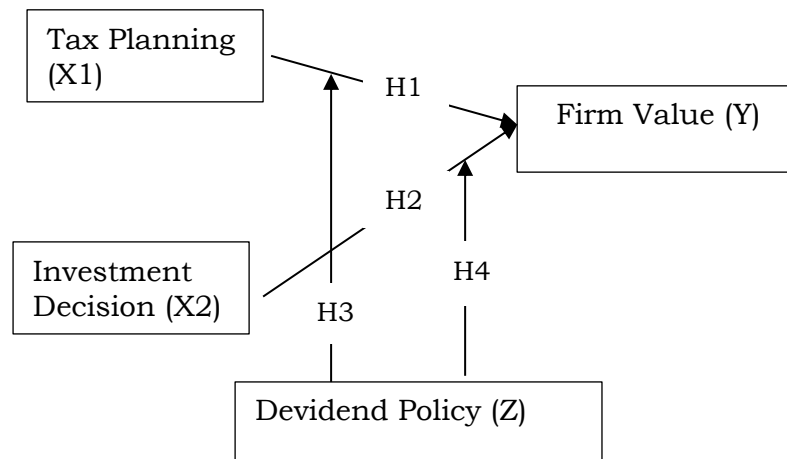 Tax Planning
(X1)
H1
Firm Value (Y)
H2
Investment
Decision (X2)
H4
H3
Devidend Policy (Z)